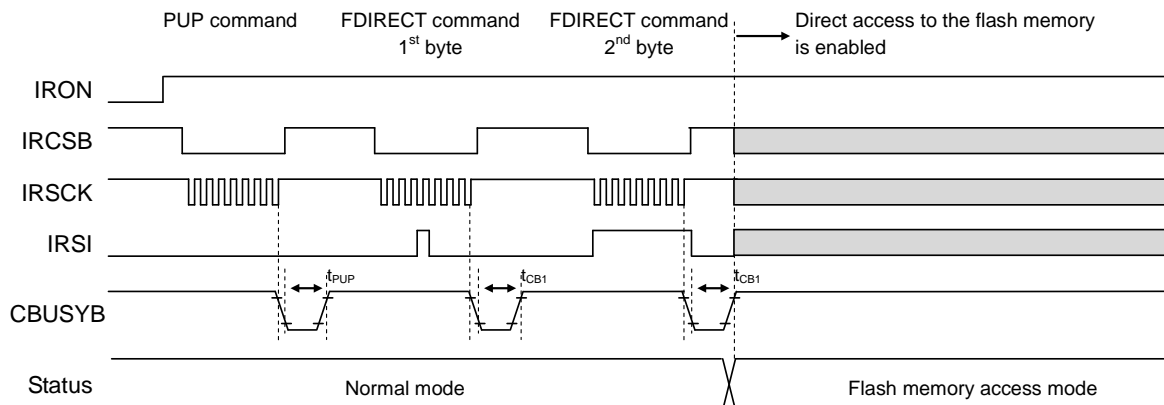 PUP command
FDIRECT command
1st byte
FDIRECT command
2nd byte
Direct access to the flash memory
is enabled
IRON
IRCSB
IRSCK
IRSI
tPUP
tCB1
tCB1
CBUSYB
Status
Normal mode
Flash memory access mode